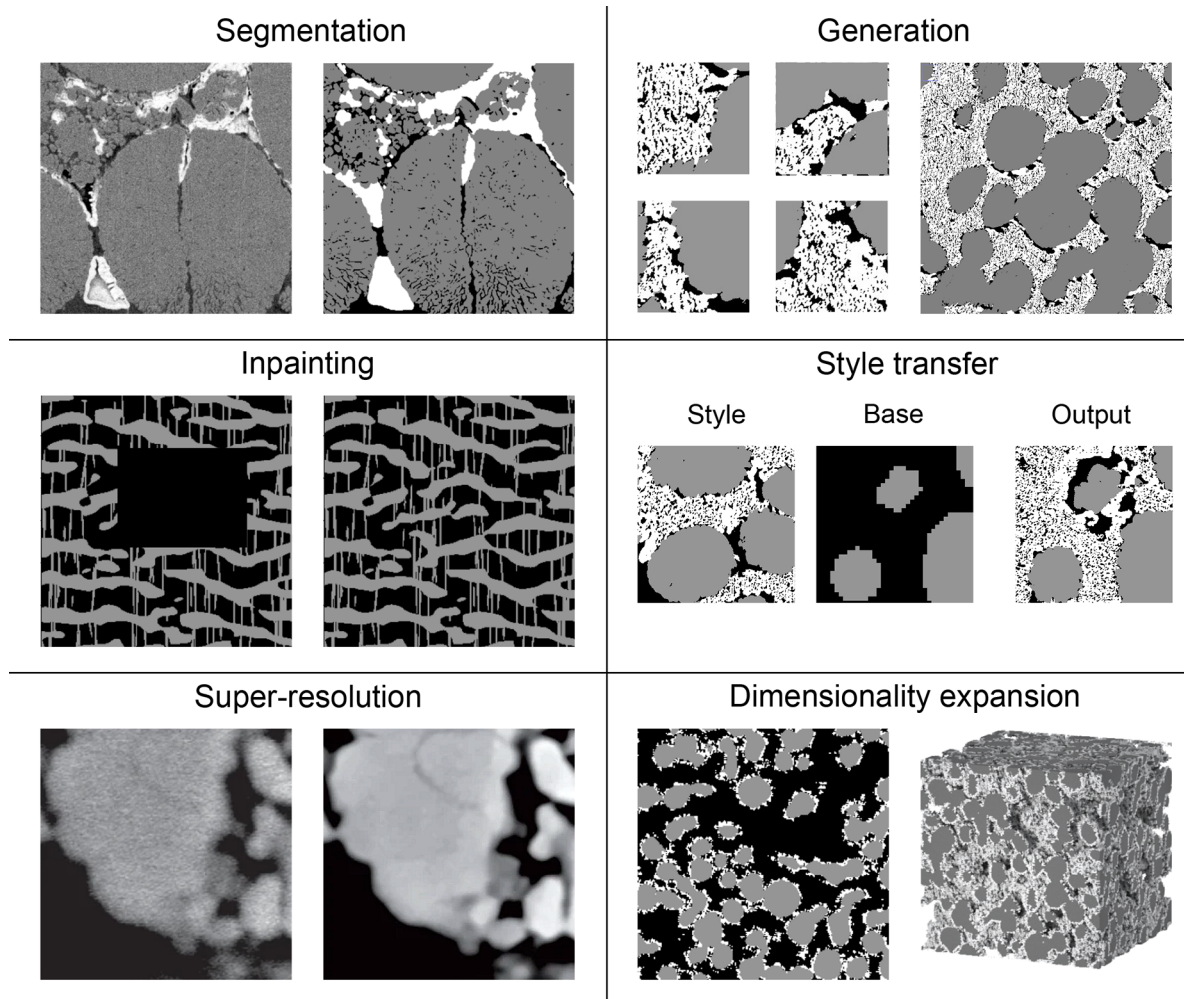 Segmentation
Generation
Inpainting
Style transfer
Style
Base
Output
Super-resolution
Dimensionality expansion